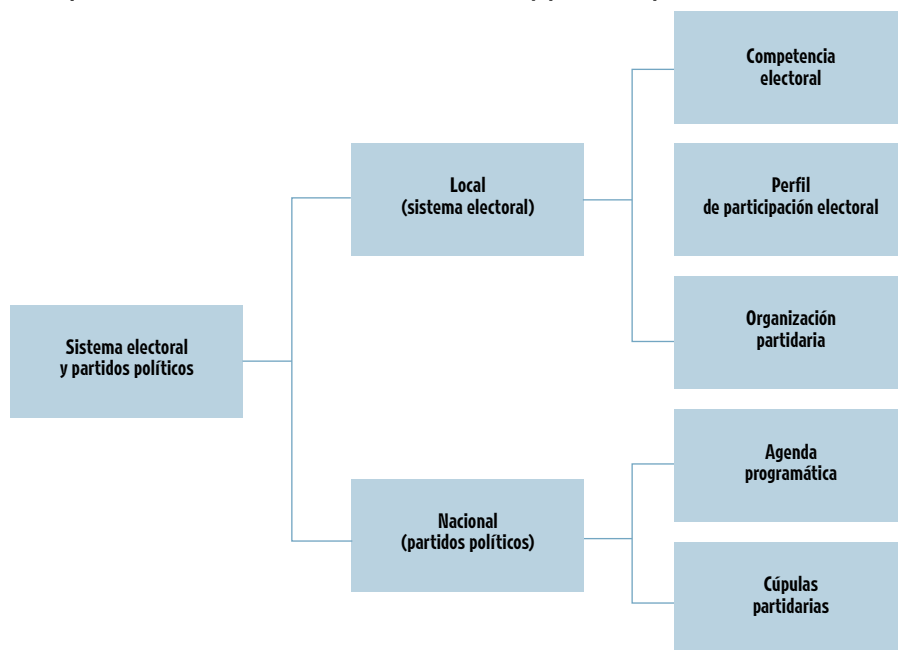 Competencia
electoral
Local
(sistema electoral)
Perfil
de participación electoral
Organización
partidaria
Sistema electoral
y partidos políticos
Agenda
programática
Nacional
(partidos políticos)
Cúpulas
partidarias